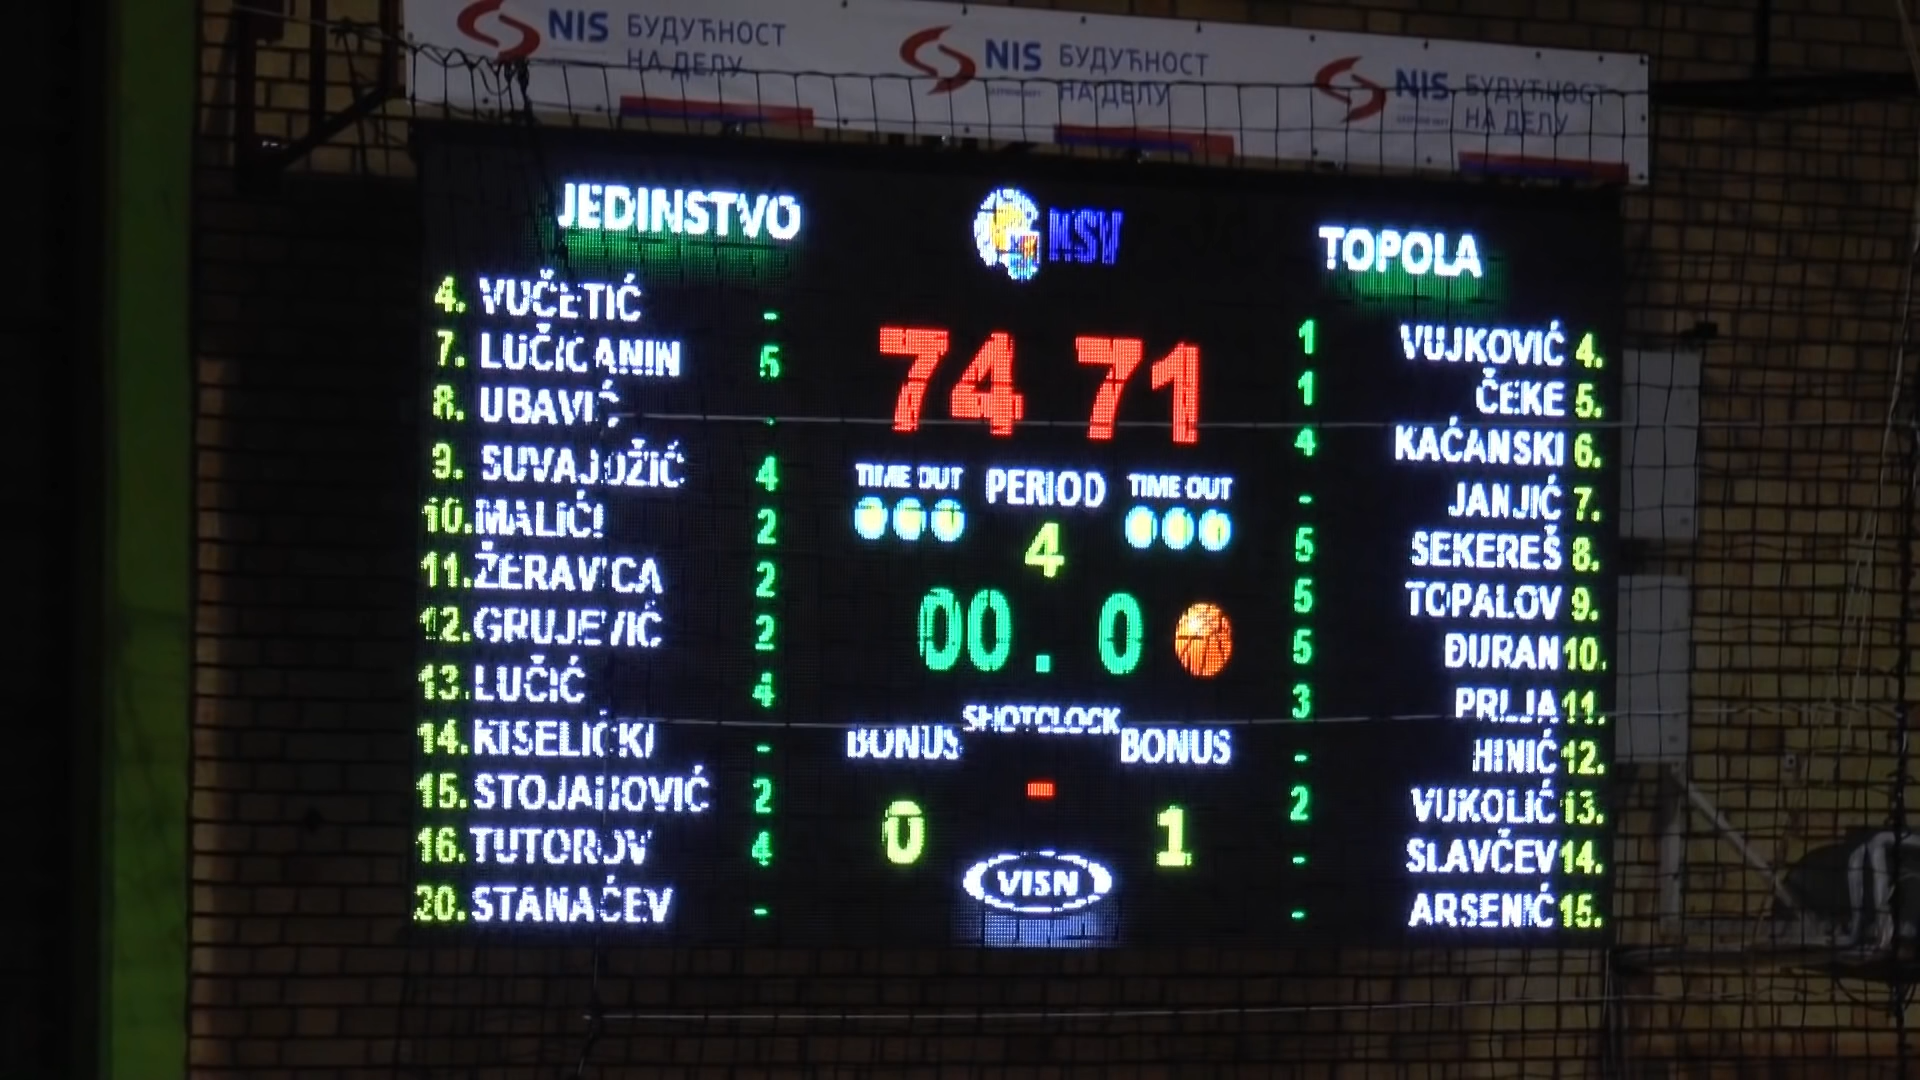 NIS БУДУЋНОСТ НА ДЕЛУ
NIS БУДУЋНОСТ НА ДЕЛУ
NIS БУДУЋНОСТ НА ДЕЛУ
JEDINSTVO KSV TOPOLA
74 71
TIME OUT PERIOD TIME OUT
4
00.0
SHOTCLOCK
BONUS - BONUS
0 1
VISN
4. VUČETIĆ -
7. LUČIĆANIN 5
8. UBAVIĆ -
9. SUVAJDŽIĆ 4
10. MALIĆI 2
11. ŽERAVICA 2
12. GRUJEVIĆ 2
13. LUČIĆ 4
14. KISELIČKI -
15. STOJANOVIĆ 2
16. TUTOROV 4
20. STANAĆEV -
1 VUJKOVIĆ 4.
1 ČEKE 5.
4 KAĆANSKI 6.
- JANJIĆ 7.
5 SEKEREŠ 8.
5 TOPALOV 9.
5 ĐURAN 10.
3 PRLJA 11.
- HINIĆ 12.
2 VUKOLIĆ 13.
- SLAVČEV 14.
- ARSENIĆ 15.